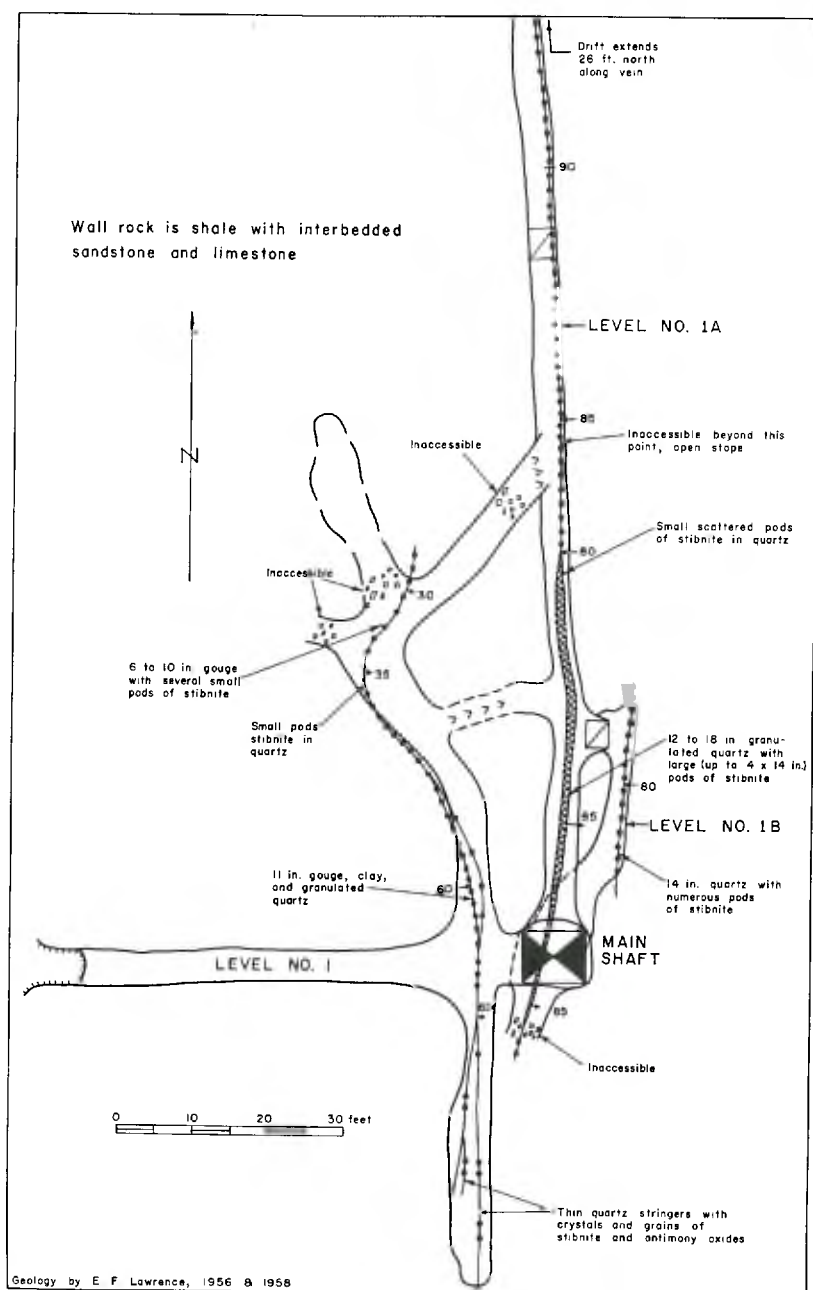 Drift extends
26 ft. north
along vein
90
Wall rock is shale with interbedded
sandstone and limestone
LEVEL NO. 1A
N
85
Inaccessible
Inaccessible beyond this
point, open stope
80
Small scattered pods
of stibnite in quartz
Inaccessible
30
6 to 10 in. gouge
with several small
pods of stibnite
35
Small pods
stibnite in
quartz
12 to 18 in granu-
lated quartz with
large (up to 4 x 14 in.)
pods of stibnite
80
85
LEVEL NO. 1B
11 in. gouge, clay,
and granulated
quartz
60
14 in. quartz with
numerous pods
of stibnite
MAIN
SHAFT
LEVEL NO. 1
85
Inaccessible
0 10 20 30 feet
Thin quartz stringers with
crystals and grains of
stibnite and antimony oxides
Geology by E F Lawrence, 1956 & 1958